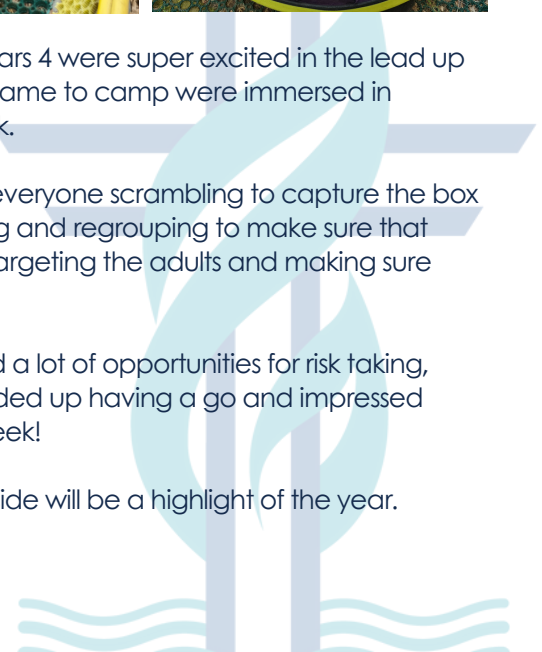 ars 4 were super excited in the lead up
ame to camp were immersed in
k.
everyone scrambling to capture the box
g and regrouping to make sure that
argeting the adults and making sure
d a lot of opportunities for risk taking,
ded up having a go and impressed
eek!
ide will be a highlight of the year.